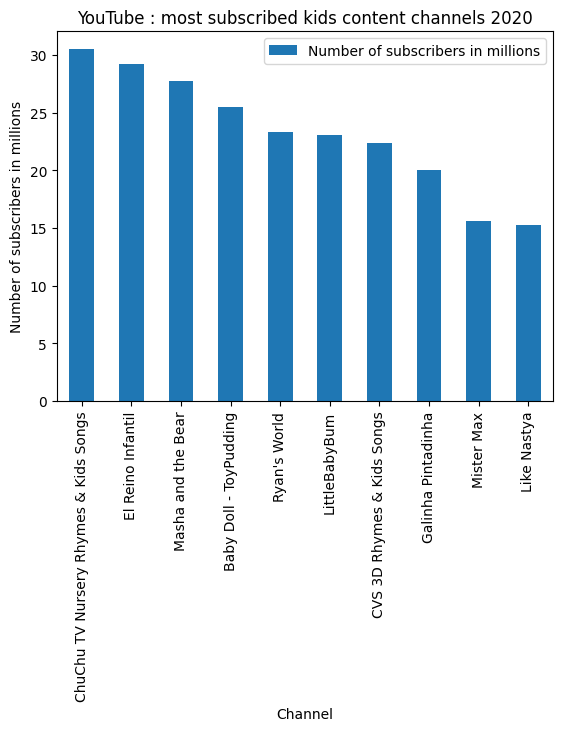 YouTube : most subscribed kids content channels 2020
Number of subscribers in millions
Number of subscribers in millions
30
25
20
15
10
5
0
ChuChu TV Nursery Rhymes & Kids Songs
El Reino Infantil
Masha and the Bear
Baby Doll - ToyPudding
Ryan's World
LittleBabyBum
CVS 3D Rhymes & Kids Songs
Galinha Pintadinha
Mister Max
Like Nastya
Channel